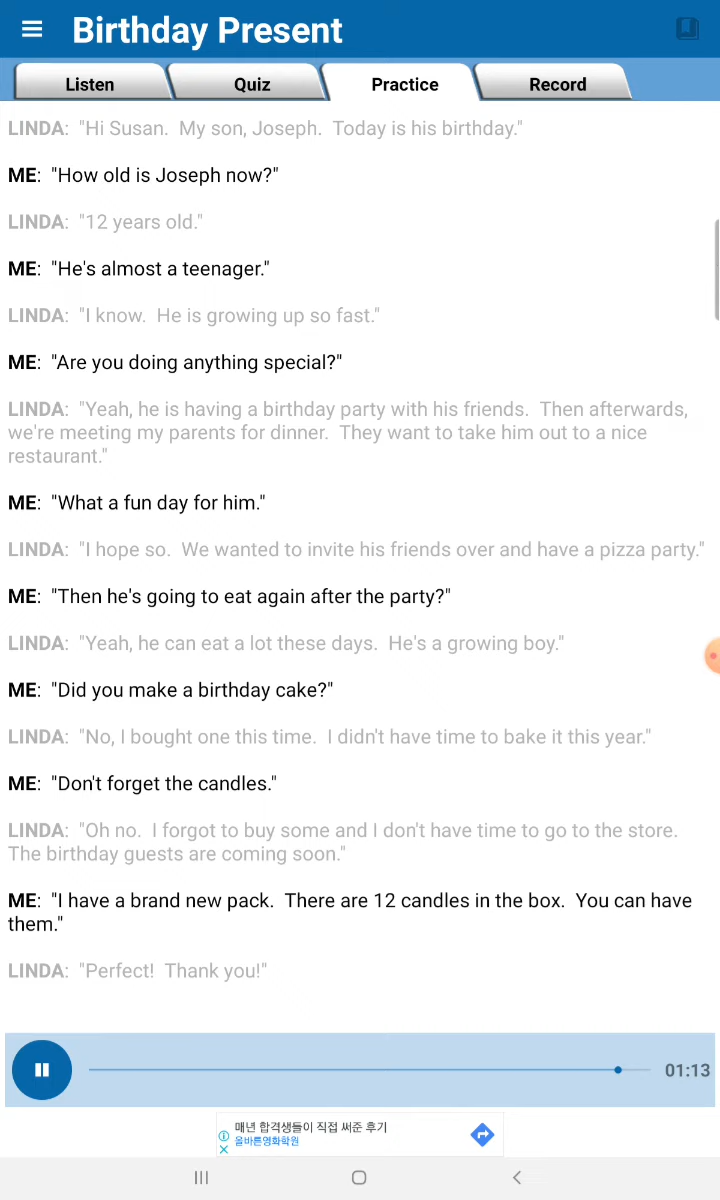 Birthday Present
Listen
Quiz
Practice
Record
LINDA: "Hi Susan. My son, Joseph. Today is his birthday."
ME: "How old is Joseph now?"
LINDA: "12 years old."
ME: "He's almost a teenager."
LINDA: "I know. He is growing up so fast."
ME: "Are you doing anything special?"
LINDA: "Yeah, he is having a birthday party with his friends. Then afterwards,
we're meeting my parents for dinner. They want to take him out to a nice
restaurant."
ME: "What a fun day for him."
LINDA: "I hope so. We wanted to invite his friends over and have a pizza party."
ME: "Then he's going to eat again after the party?"
LINDA: "Yeah, he can eat a lot these days. He's a growing boy."
ME: "Did you make a birthday cake?"
LINDA: "No, I bought one this time. I didn't have time to bake it this year."
ME: "Don't forget the candles."
LINDA: "Oh no. I forgot to buy some and I don't have time to go to the store.
The birthday guests are coming soon."
ME: "I have a brand new pack. There are 12 candles in the box. You can have
them."
LINDA: "Perfect! Thank you!"
01:13
매년 합격생들이 직접 써준 후기
올바른영화학원